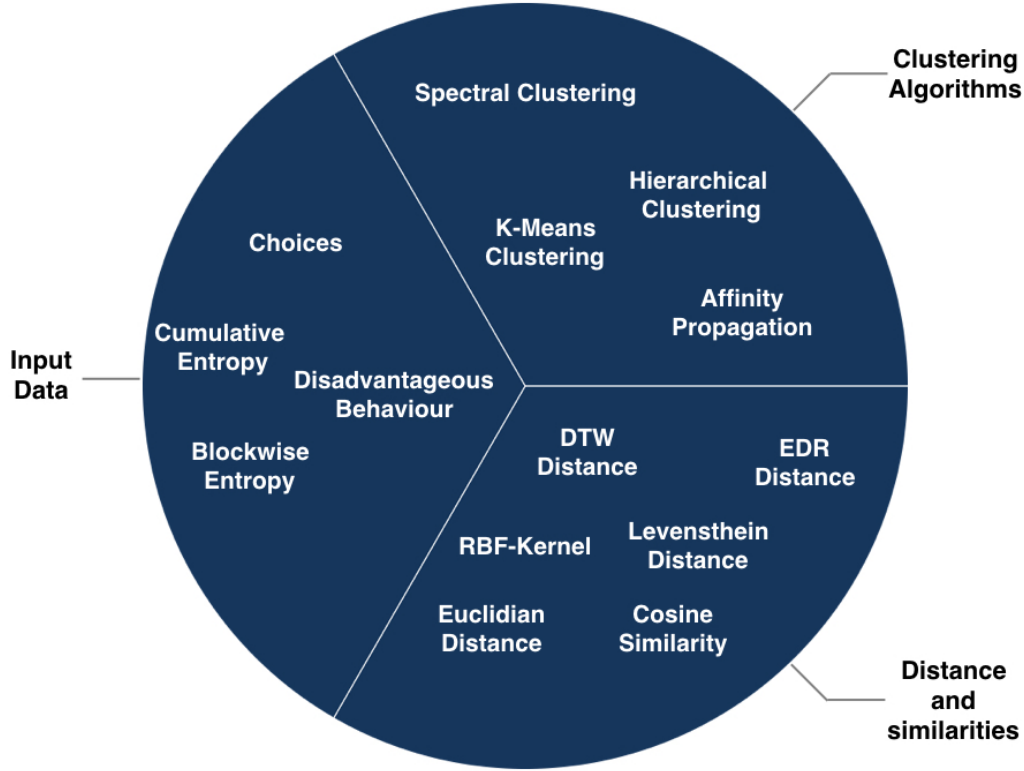 Clustering
Algorithms
Spectral Clustering
Hierarchical
Clustering
K-Means
Clustering
Affinity
Propagation
Input
Data
Choices
Cumulative
Entropy
Disadvantageous
Behaviour
Blockwise
Entropy
DTW
Distance
EDR
Distance
RBF-Kernel
Levensthein
Distance
Euclidian
Distance
Cosine
Similarity
Distance
and
similarities